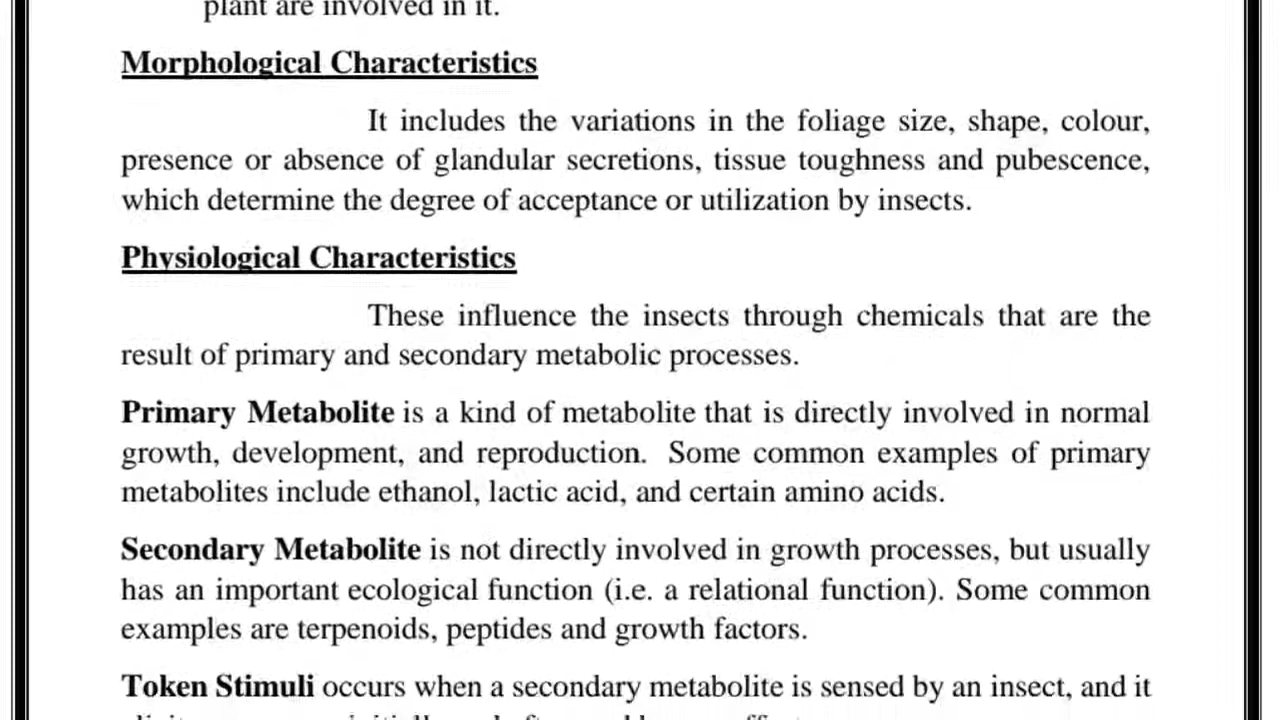 plant are involved in it.
Morphological Characteristics
It includes the variations in the foliage size, shape, colour,
presence or absence of glandular secretions, tissue toughness and pubescence,
which determine the degree of acceptance or utilization by insects.
Physiological Characteristics
These influence the insects through chemicals that are the
result of primary and secondary metabolic processes.
Primary Metabolite is a kind of metabolite that is directly involved in normal
growth, development, and reproduction. Some common examples of primary
metabolites include ethanol, lactic acid, and certain amino acids.
Secondary Metabolite is not directly involved in growth processes, but usually
has an important ecological function (i.e. a relational function). Some common
examples are terpenoids, peptides and growth factors.
Token Stimuli occurs when a secondary metabolite is sensed by an insect, and it